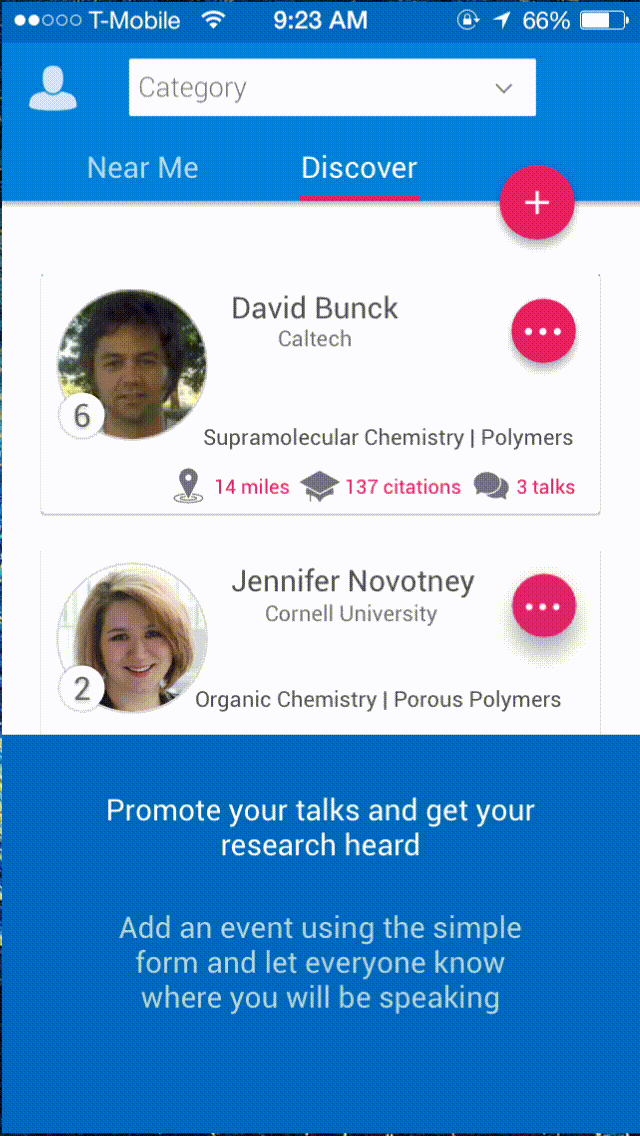 T-Mobile 9:23 AM 66%
Category
Near Me Discover
+
David Bunck
Caltech
6
Supramolecular Chemistry | Polymers
14 miles 137 citations 3 talks
Jennifer Novotney
Cornell University
2
Organic Chemistry | Porous Polymers
Promote your talks and get your
research heard
Add an event using the simple
form and let everyone know
where you will be speaking